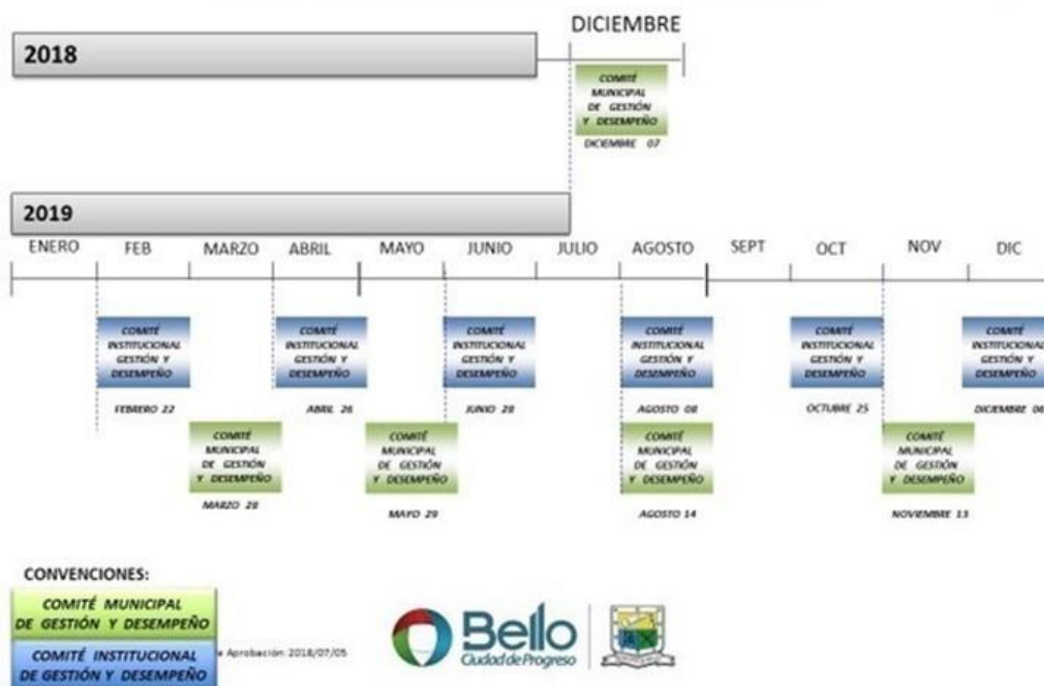 DICIEMBRE
2018
COMITÉ
MUNICIPAL
DE GESTIÓN
Y DESEMPEÑO
DICIEMBRE 07
2019
ENERO FEB MARZO ABRIL MAYO JUNIO JULIO AGOSTO SEPT OCT NOV DIC
COMITÉ
INSTITUCIONAL
GESTIÓN Y
DESEMPEÑO
FEBRERO 22
COMITÉ
INSTITUCIONAL
GESTIÓN Y
DESEMPEÑO
ABRIL 26
COMITÉ
INSTITUCIONAL
GESTIÓN Y
DESEMPEÑO
JUNIO 28
COMITÉ
INSTITUCIONAL
GESTIÓN Y
DESEMPEÑO
AGOSTO 08
COMITÉ
INSTITUCIONAL
GESTIÓN Y
DESEMPEÑO
OCTUBRE 25
COMITÉ
INSTITUCIONAL
GESTIÓN Y
DESEMPEÑO
DICIEMBRE 06
COMITÉ
MUNICIPAL
DE GESTIÓN
Y DESEMPEÑO
MARZO 28
COMITÉ
MUNICIPAL
DE GESTIÓN
Y DESEMPEÑO
MAYO 29
COMITÉ
MUNICIPAL
DE GESTIÓN
Y DESEMPEÑO
AGOSTO 14
COMITÉ
MUNICIPAL
DE GESTIÓN
Y DESEMPEÑO
NOVIEMBRE 13
CONVENCIONES:
COMITÉ MUNICIPAL
DE GESTIÓN Y DESEMPEÑO
COMITÉ INSTITUCIONAL
DE GESTIÓN Y DESEMPEÑO
Aprobación: 2018/07/05
Bello
Ciudad de Progreso